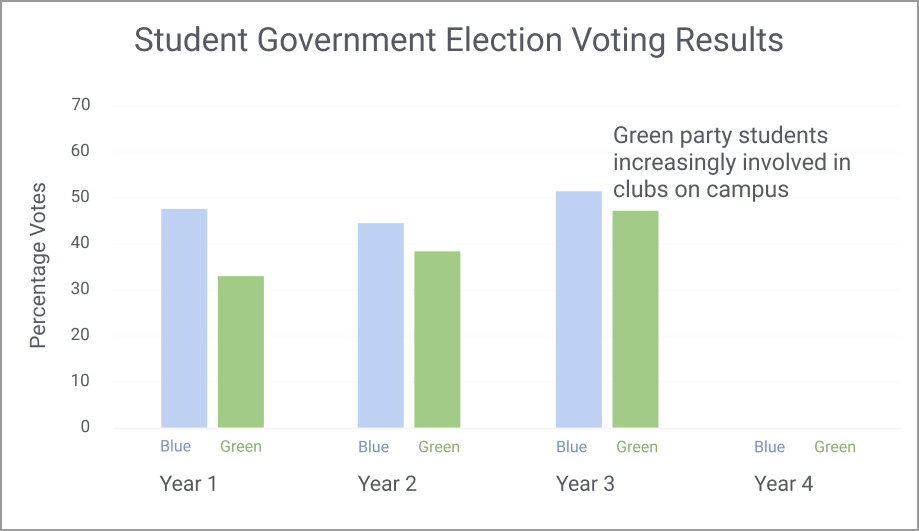 Student Government Election Voting Results
Percentage Votes
70
60
50
40
30
20
10
0
Green party students
increasingly involved in
clubs on campus
Blue Green Blue Green Blue Green Blue Green
Year 1 Year 2 Year 3 Year 4